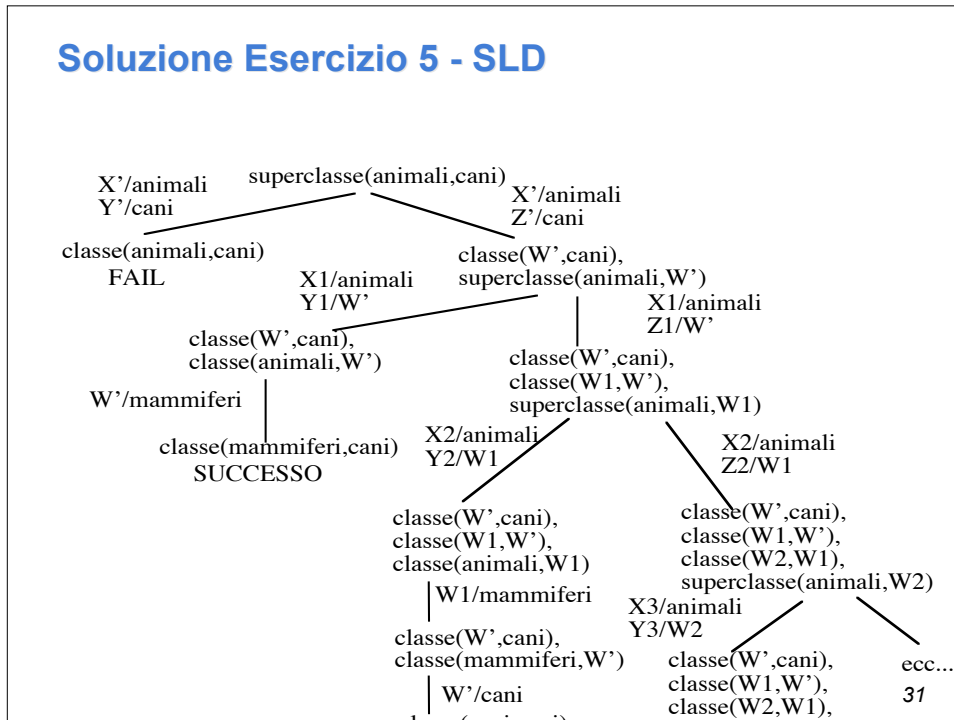 Soluzione Esercizio 5 - SLD
superclasse(animali,cani)
X’/animali
Y’/cani
X’/animali
Z’/cani
classe(animali,cani)
FAIL
classe(W’,cani),
superclasse(animali,W’)
X1/animali
Y1/W’
X1/animali
Z1/W’
classe(W’,cani),
classe(animali,W’)
classe(W’,cani),
classe(W1,W’),
superclasse(animali,W1)
W’/mammiferi
classe(mammiferi,cani)
SUCCESSO
X2/animali
Y2/W1
X2/animali
Z2/W1
classe(W’,cani),
classe(W1,W’),
classe(animali,W1)
classe(W’,cani),
classe(W1,W’),
classe(W2,W1),
superclasse(animali,W2)
W1/mammiferi
X3/animali
Y3/W2
classe(W’,cani),
classe(mammiferi,W’)
classe(W’,cani),
classe(W1,W’),
classe(W2,W1),
ecc...
W’/cani
31